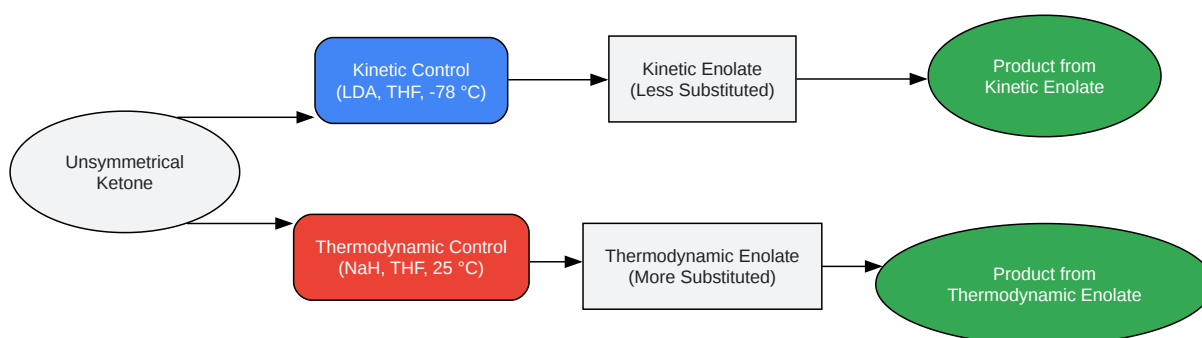 Unsymmetrical
Ketone
Kinetic Control
(LDA, THF, -78 °C)
Kinetic Enolate
(Less Substituted)
Product from
Kinetic Enolate
Thermodynamic Control
(NaH, THF, 25 °C)
Thermodynamic Enolate
(More Substituted)
Product from
Thermodynamic Enolate